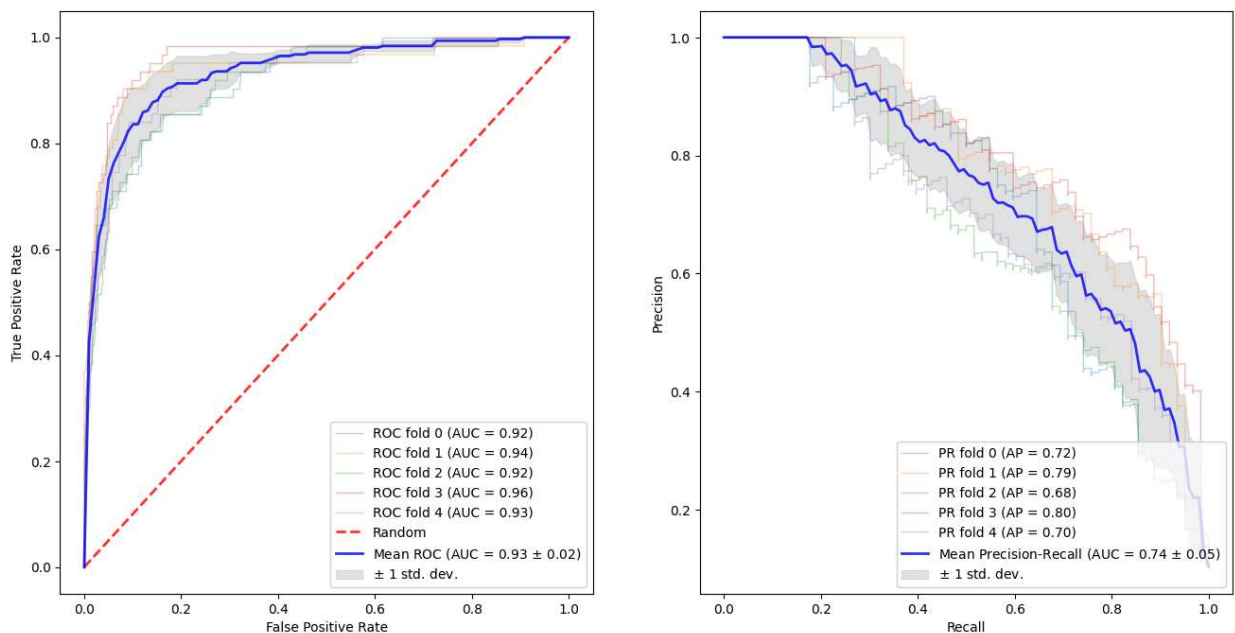 1.0
0.8
0.6
0.4
0.2
0.0
True Positive Rate
0.0 0.2 0.4 0.6 0.8 1.0
False Positive Rate
ROC fold 0 (AUC = 0.92)
ROC fold 1 (AUC = 0.94)
ROC fold 2 (AUC = 0.92)
ROC fold 3 (AUC = 0.96)
ROC fold 4 (AUC = 0.93)
Random
Mean ROC (AUC = 0.93 ± 0.02)
± 1 std. dev.
1.0
0.8
0.6
0.4
0.2
Precision
0.0 0.2 0.4 0.6 0.8 1.0
Recall
PR fold 0 (AP = 0.72)
PR fold 1 (AP = 0.79)
PR fold 2 (AP = 0.68)
PR fold 3 (AP = 0.80)
PR fold 4 (AP = 0.70)
Mean Precision-Recall (AUC = 0.74 ± 0.05)
± 1 std. dev.